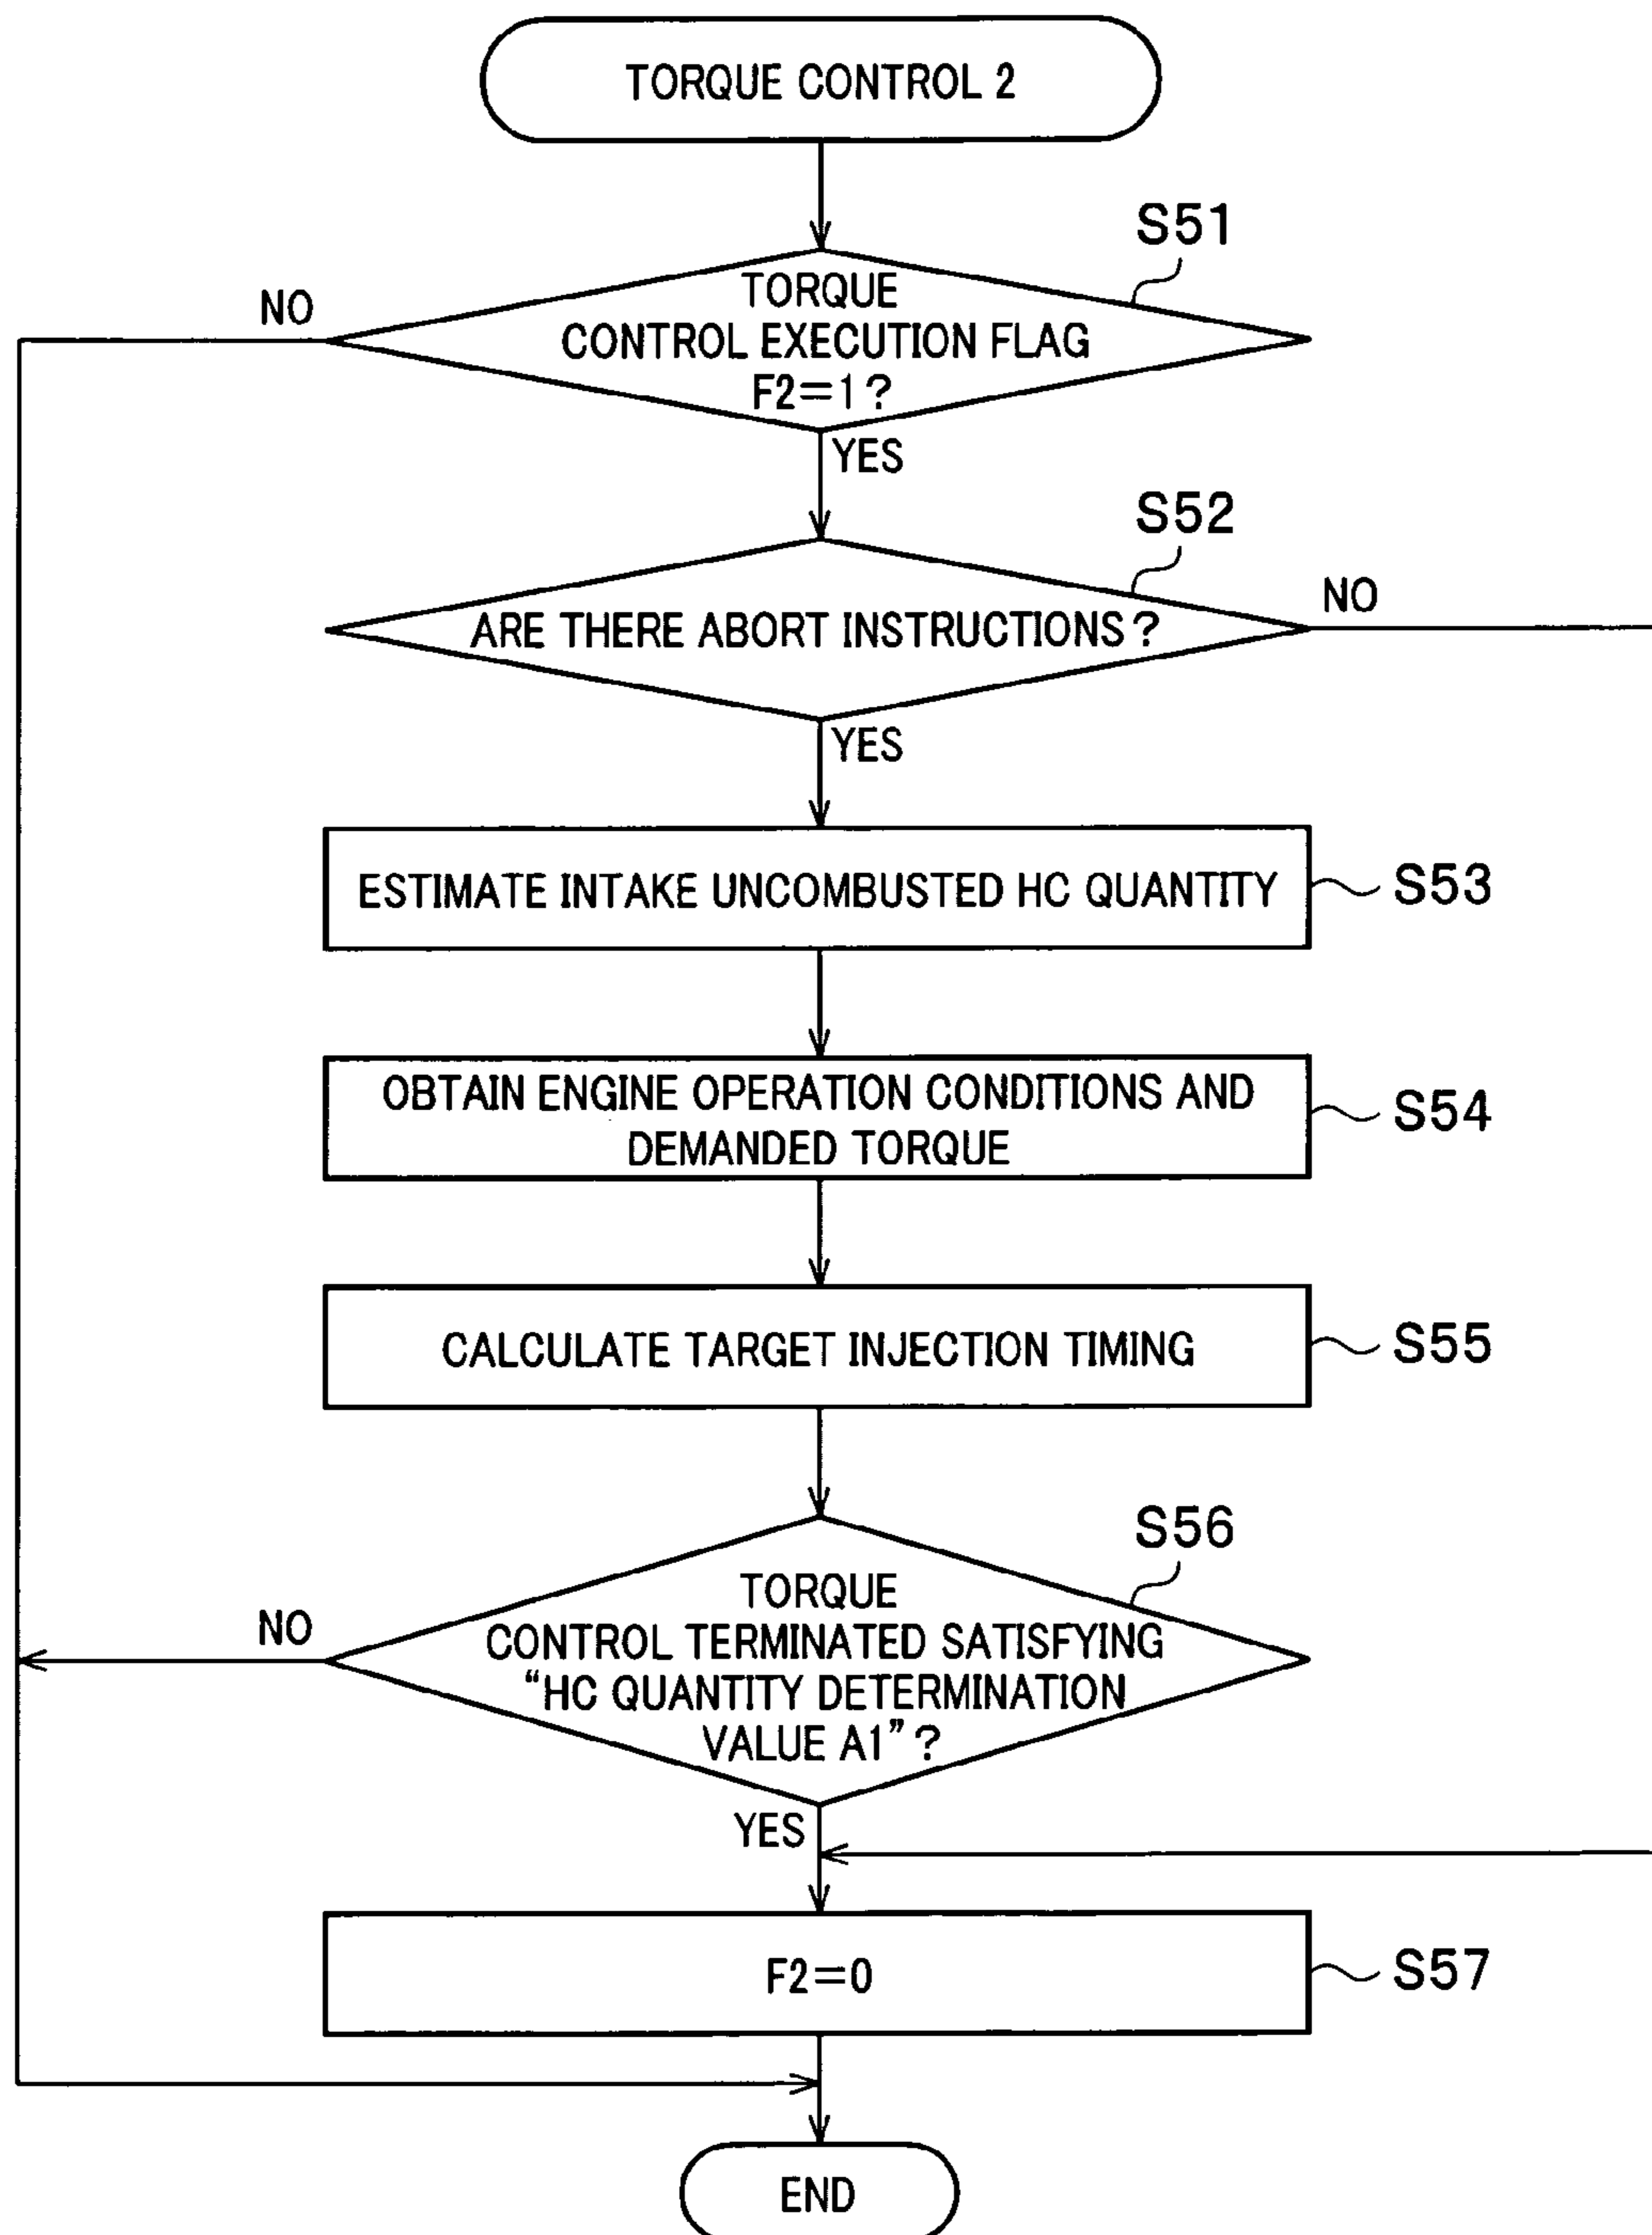 TORQUE CONTROL 2
S51
NO
TORQUE
CONTROL EXECUTION FLAG
F2=1?
YES
S52
NO
ARE THERE ABORT INSTRUCTIONS?
YES
ESTIMATE INTAKE UNCOMBUSTED HC QUANTITY
S53
OBTAIN ENGINE OPERATION CONDITIONS AND
DEMANDED TORQUE
S54
CALCULATE TARGET INJECTION TIMING
S55
S56
NO
TORQUE
CONTROL TERMINATED SATISFYING
“HC QUANTITY DETERMINATION
VALUE A1”?
YES
F2=0
S57
END